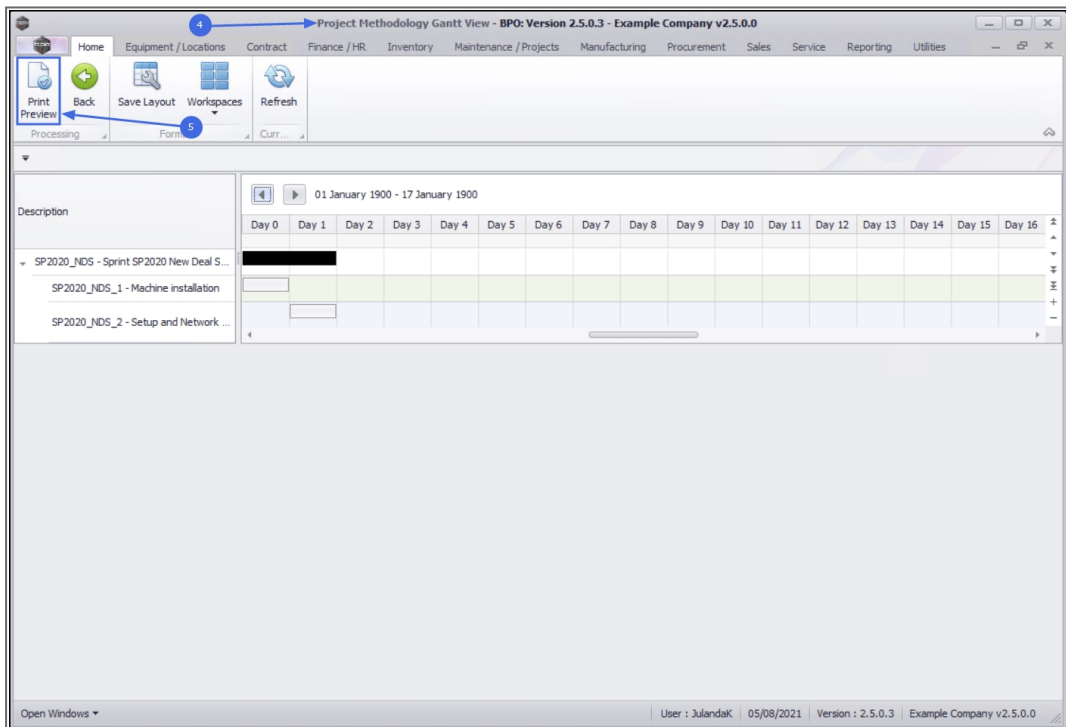 4
Project Methodology Gantt View - BPO: Version 2.5.0.3 - Example Company v2.5.0.0
Home Equipment / Locations Contract Finance / HR Inventory Maintenance / Projects Manufacturing Procurement Sales Service Reporting Utilities
Print Preview Back Save Layout Workspaces Refresh
5
Processing Form Curr...
01 January 1900 - 17 January 1900
Description
Day 0 Day 1 Day 2 Day 3 Day 4 Day 5 Day 6 Day 7 Day 8 Day 9 Day 10 Day 11 Day 12 Day 13 Day 14 Day 15 Day 16
SP2020_NDS - Sprint SP2020 New Deal S...
SP2020_NDS_1 - Machine installation
SP2020_NDS_2 - Setup and Network ...
Open Windows User : JulandaK 05/08/2021 Version : 2.5.0.3 Example Company v2.5.0.0